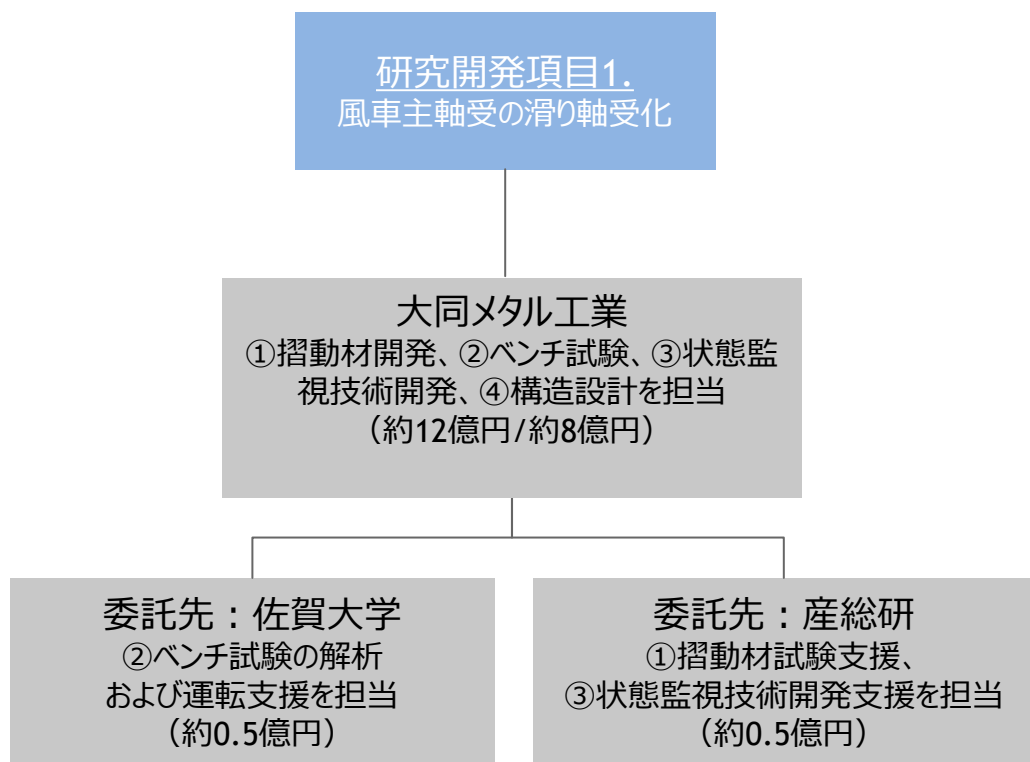 研究開発項目1.
風車主軸受の滑り軸受化
大同メタル工業
①摺動材開発、②ベンチ試験、③状態監
視技術開発、④構造設計を担当
（約12億円/約8億円）
委託先：佐賀大学
②ベンチ試験の解析
および運転支援を担当
（約0.5億円）
委託先：産総研
①摺動材試験支援、
③状態監視技術開発支援を担当
（約0.5億円）